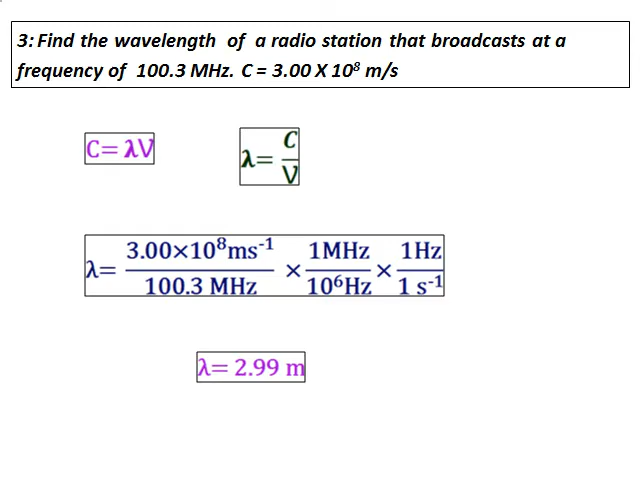 3: Find the wavelength of a radio station that broadcasts at a
frequency of 100.3 MHz. C = 3.00 X 10⁸ m/s
C= λV
λ= C/V
λ= 3.00×10⁸ms⁻¹/100.3 MHz × 1MHz/10⁶Hz × 1Hz/1 s⁻¹
λ= 2.99 m